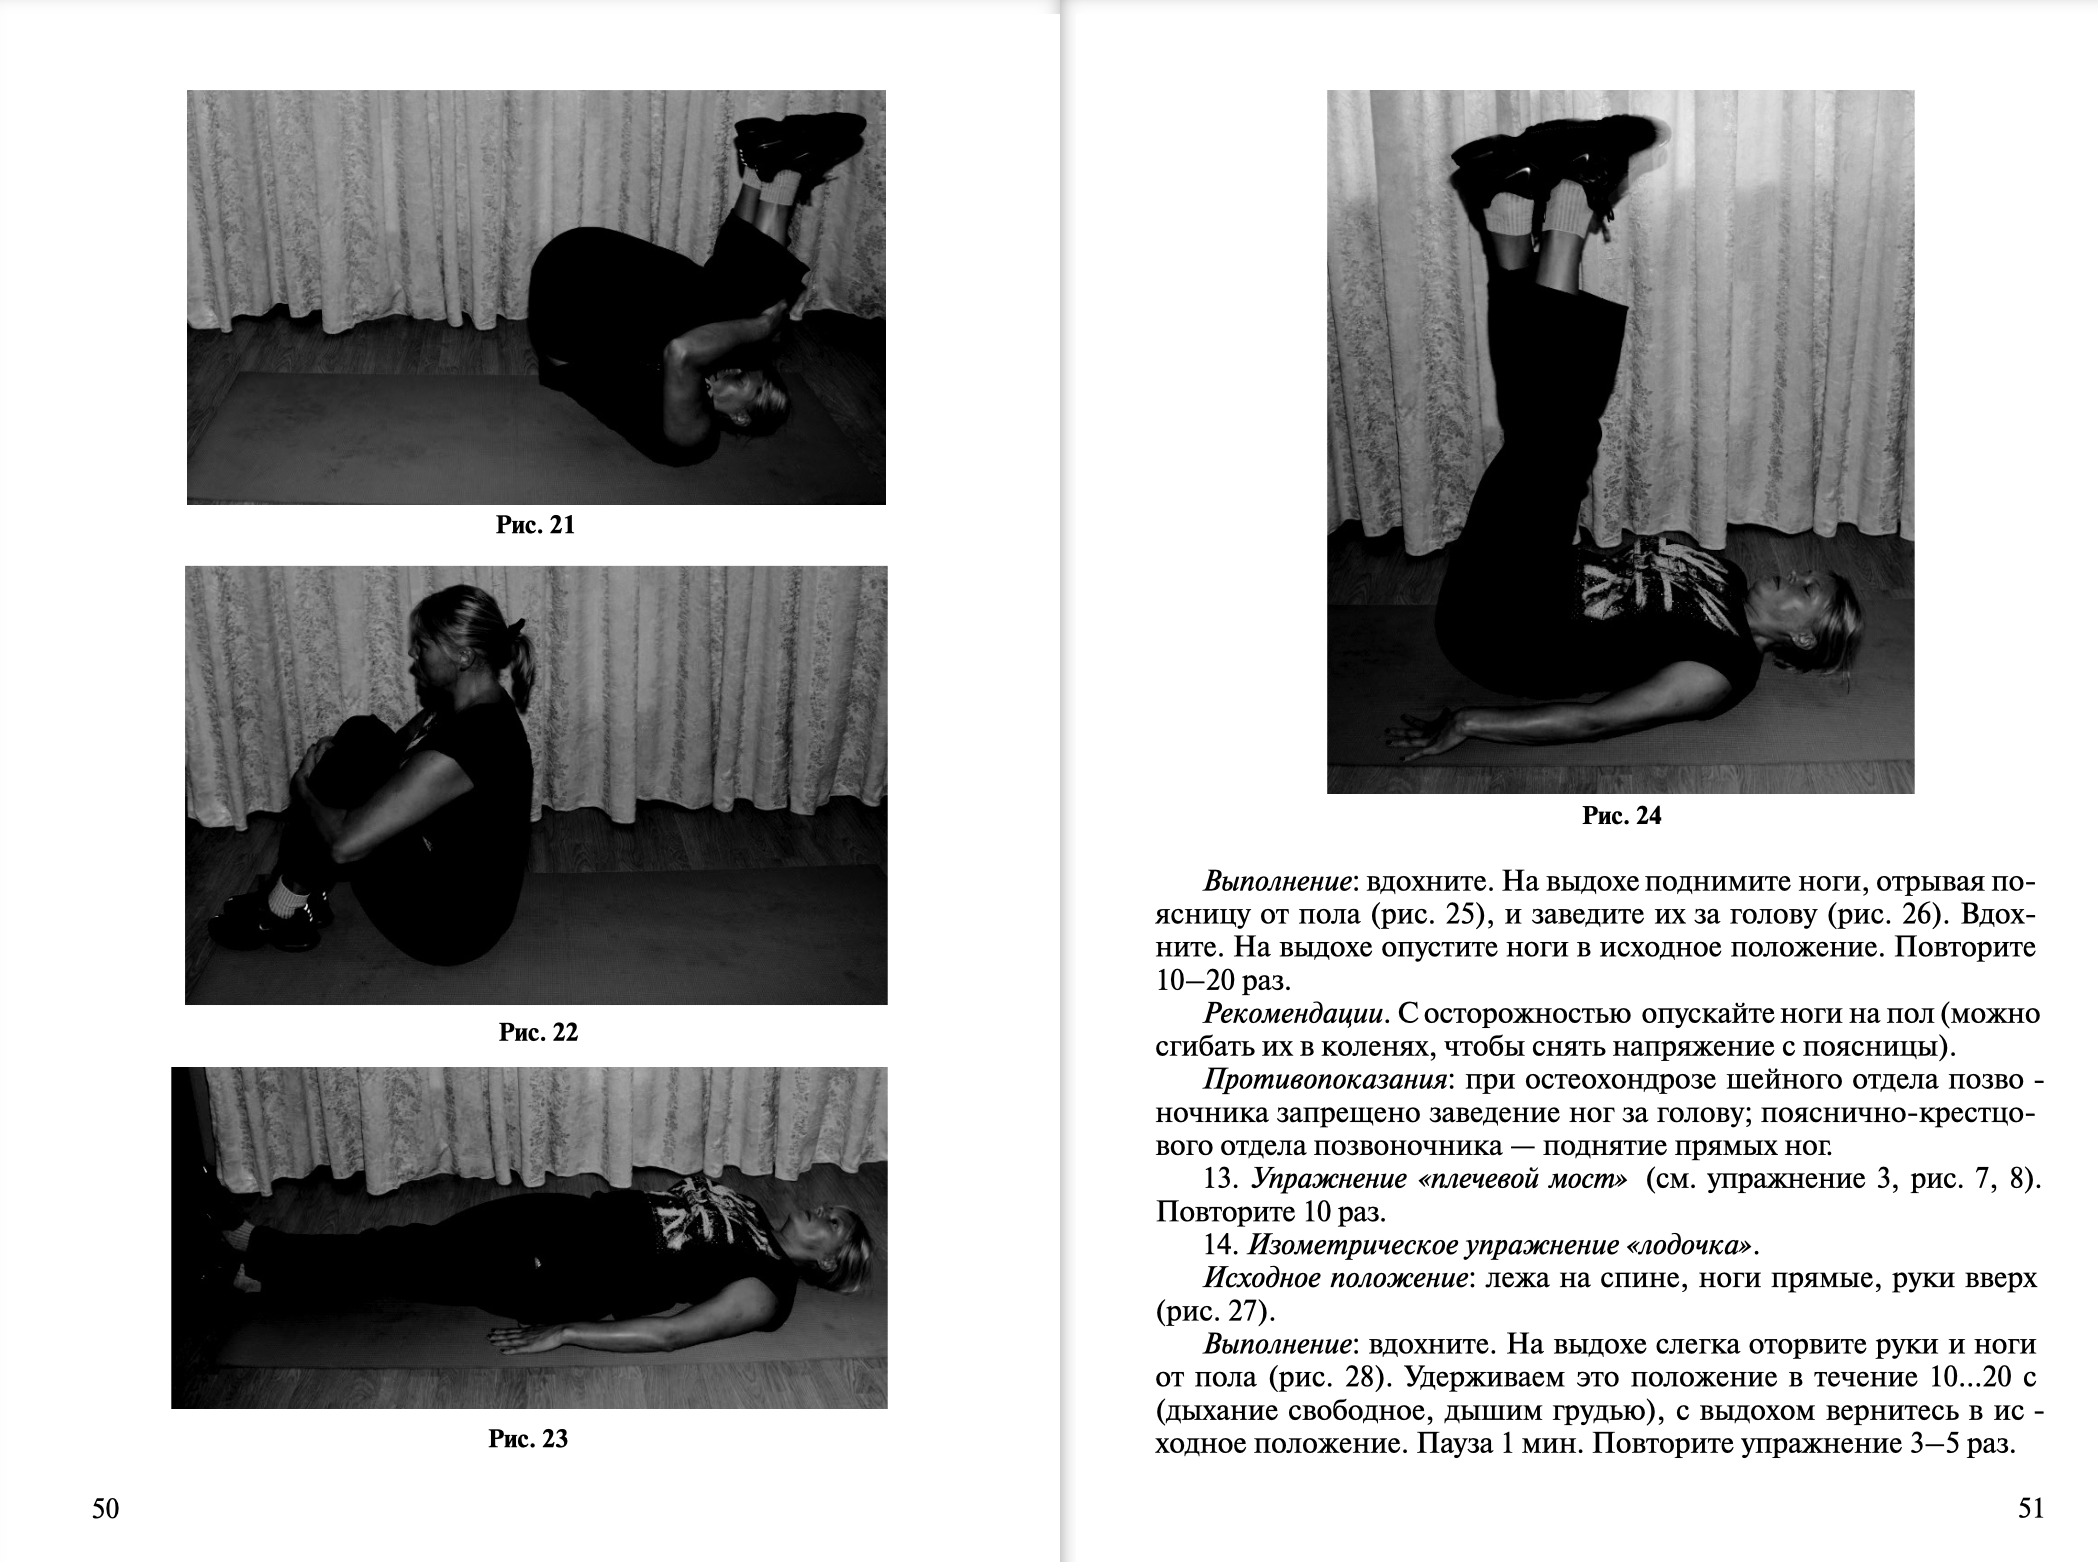 Рис. 21
Рис. 22
Рис. 23
50
Рис. 24
Выполнение: вдохните. На выдохе поднимите ноги, отрывая по-
ясницу от пола (рис. 25), и заведите их за голову (рис. 26). Вдох-
ните. На выдохе опустите ноги в исходное положение. Повторите
10—20 раз.
Рекомендации. С осторожностью опускайте ноги на пол (можно
сгибать их в коленях, чтобы снять напряжение с поясницы).
Противопоказания: при остеохондрозе шейного отдела позво -
ночника запрещено заведение ног за голову; пояснично-крестцо-
вого отдела позвоночника — поднятие прямых ног.
13. Упражнение «плечевой мост» (см. упражнение 3, рис. 7, 8).
Повторите 10 раз.
14. Изометрическое упражнение «лодочка».
Исходное положение: лежа на спине, ноги прямые, руки вверх
(рис. 27).
Выполнение: вдохните. На выдохе слегка оторвите руки и ноги
от пола (рис. 28). Удерживаем это положение в течение 10...20 с
(дыхание свободное, дышим грудью), с выдохом вернитесь в ис -
ходное положение. Пауза 1 мин. Повторите упражнение 3—5 раз.
51